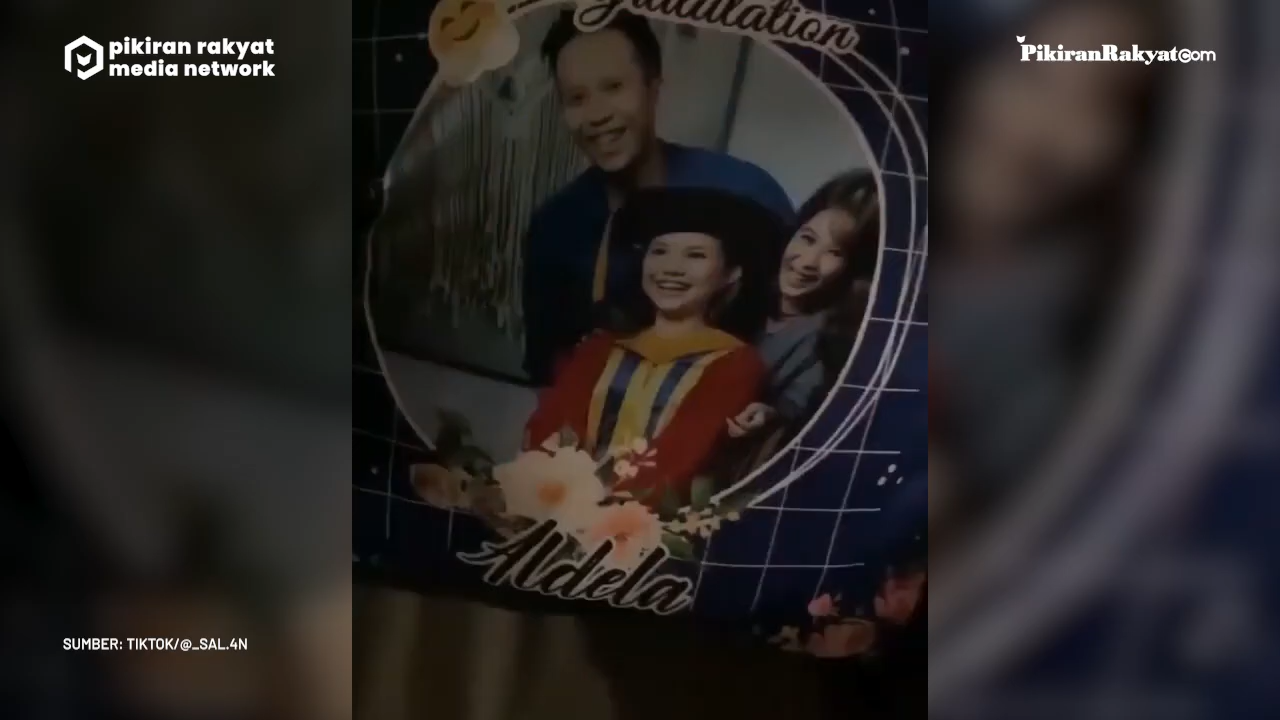 pikiran rakyat
media network
PikiranRakyat.com
Aldela
SUMBER: TIKTOK/@_SAL.4N